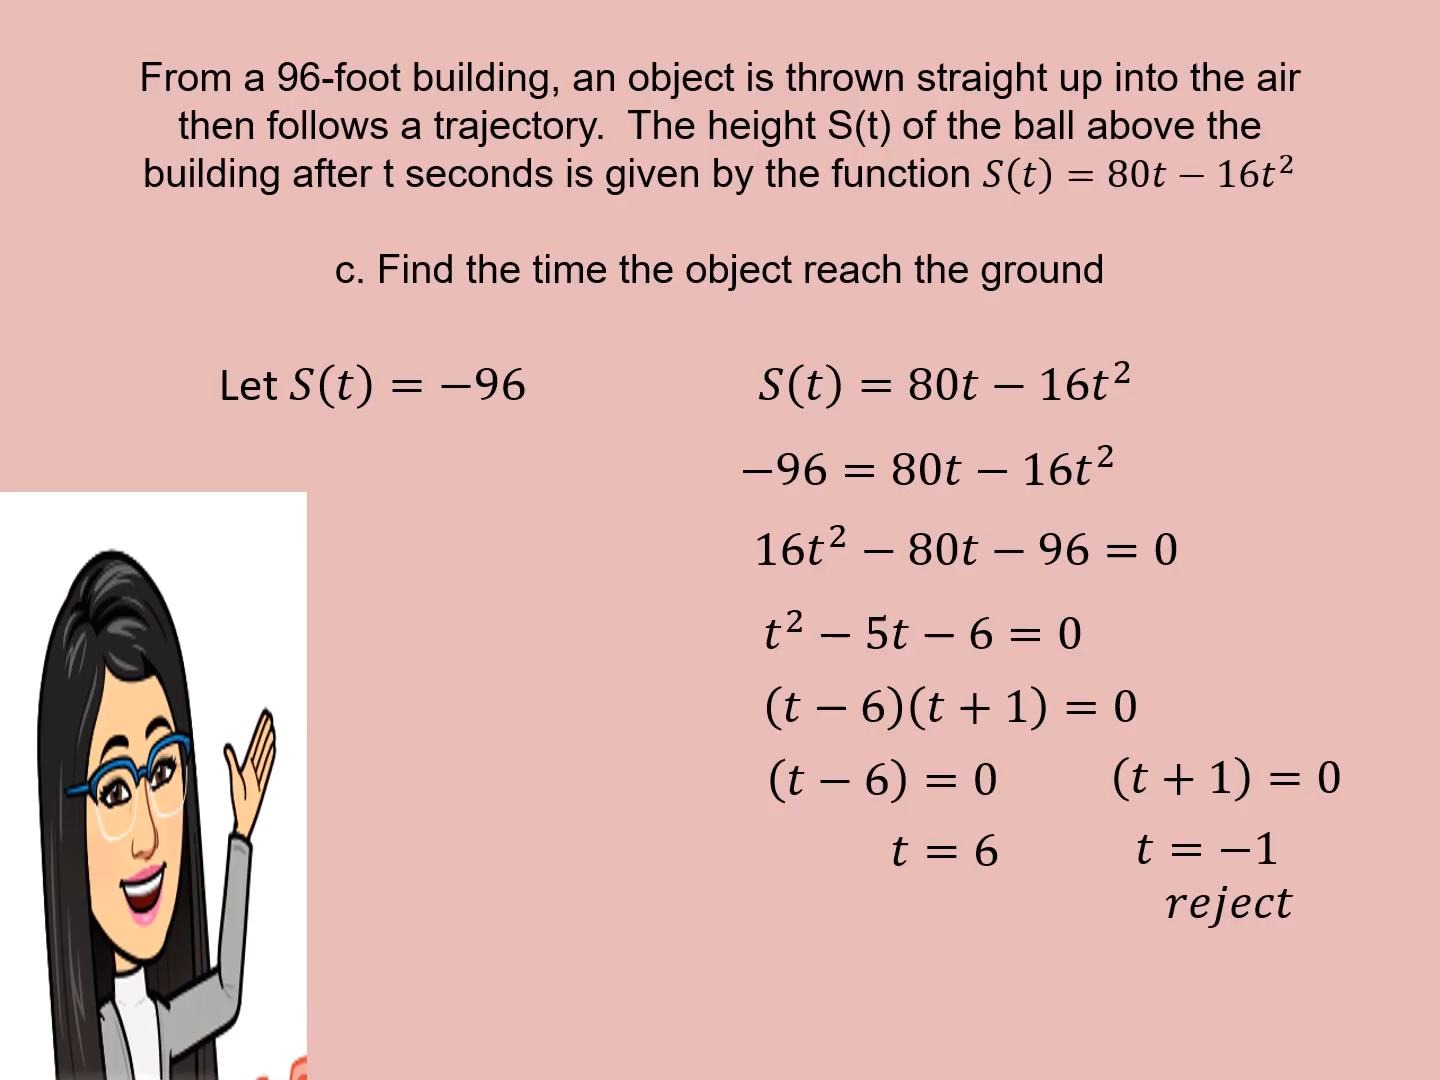 From a 96-foot building, an object is thrown straight up into the air
then follows a trajectory.  The height S(t) of the ball above the
building after t seconds is given by the function S(t) = 80t − 16t²
c. Find the time the object reach the ground
Let S(t) = −96
S(t) = 80t − 16t²
−96 = 80t − 16t²
16t² − 80t − 96 = 0
t² − 5t − 6 = 0
(t − 6)(t + 1) = 0
(t − 6) = 0
(t + 1) = 0
t = 6
t = −1
reject